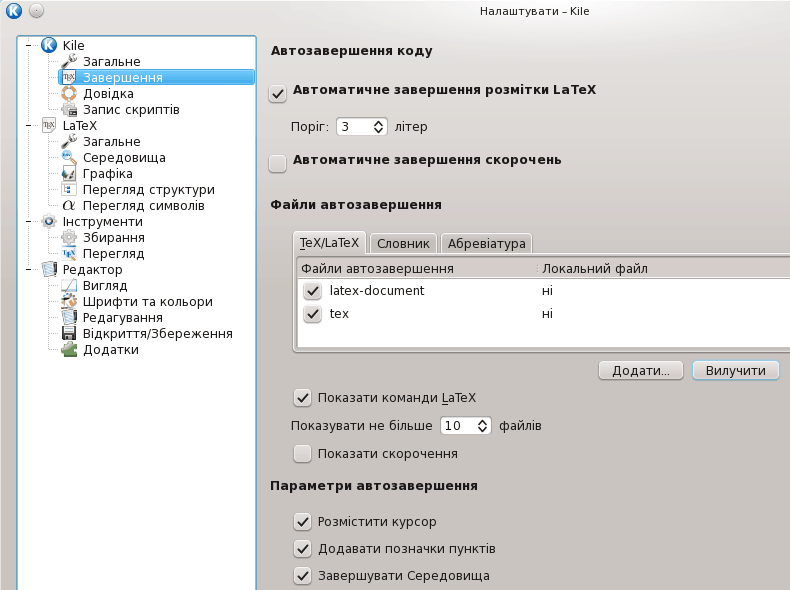 Налаштувати – Kile
Kile
Загальне
Завершення
Довідка
Запис скриптів
LaTeX
Загальне
Середовища
Графіка
Перегляд структури
Перегляд символів
Інструменти
Збирання
Перегляд
Редактор
Вигляд
Шрифти та кольори
Редагування
Відкриття/Збереження
Додатки
Автозавершення коду
Автоматичне завершення розмітки LaTeX
Поріг: 3 літер
Автоматичне завершення скорочень
Файли автозавершення
TeX/LaTeX Словник Абревіатура
Файли автозавершення Локальний файл
latex-document ні
tex ні
Додати... Вилучити
Показати команди LaTeX
Показувати не більше 10 файлів
Показати скорочення
Параметри автозавершення
Розмістити курсор
Додавати позначки пунктів
Завершувати Середовища